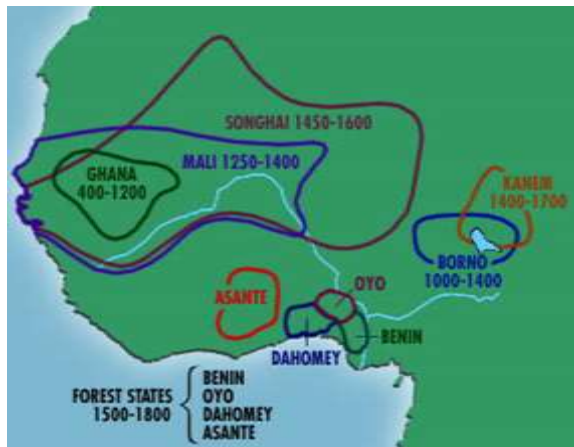 SONGHAI 1450-1600
MALI 1250-1400
GHANA
400-1200
KANEM
1400-1700
BORNO
1000-1400
ASANTE
OYO
BENIN
DAHOMEY
FOREST STATES
1500-1800
BENIN
OYO
DAHOMEY
ASANTE